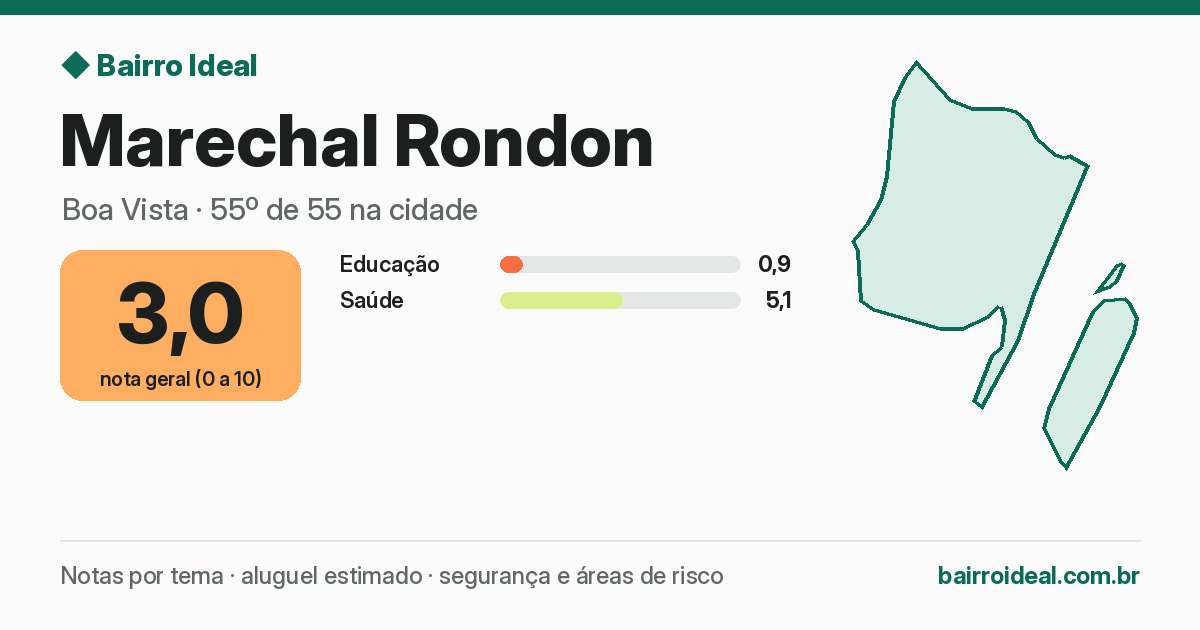 Bairro Ideal
Marechal Rondon
Boa Vista · 55º de 55 na cidade
3,0
nota geral (0 a 10)
Educação 0,9
Saúde 5,1
Notas por tema · aluguel estimado · segurança e áreas de risco
bairroideal.com.br